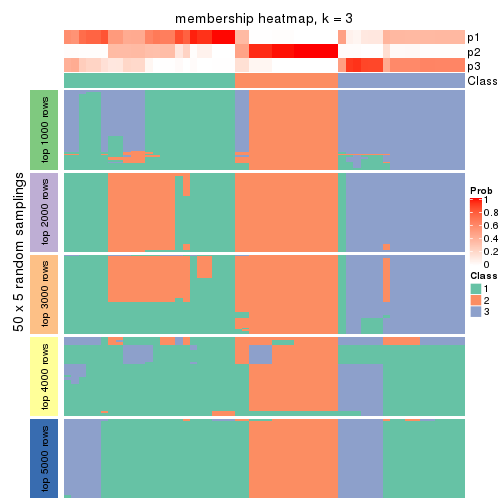 membership heatmap, k = 3
p1
p2
p3
Class
50 x 5 random samplings
top 1000 rows
top 2000 rows
top 3000 rows
top 4000 rows
top 5000 rows
Prob
1
0.8
0.6
0.4
0.2
0
Class
1
2
3